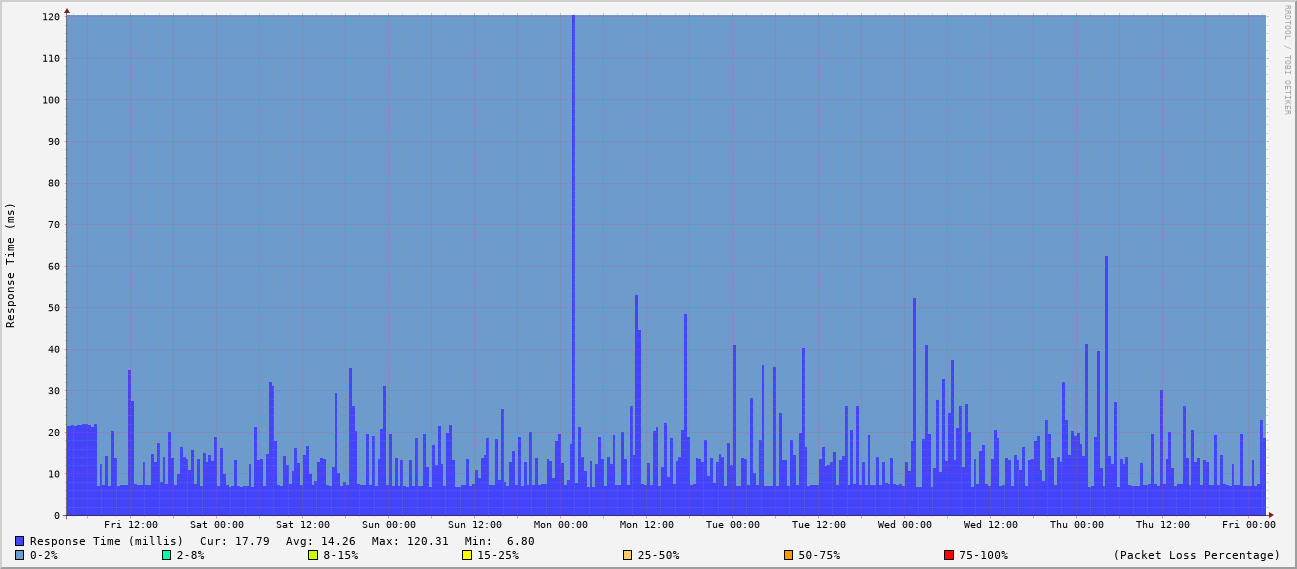 RRDTOOL / TOBI OETIKER
Response Time (ms)
120
110
100
90
80
70
60
50
40
30
20
10
0
Fri 12:00 Sat 00:00 Sat 12:00 Sun 00:00 Sun 12:00 Mon 00:00 Mon 12:00 Tue 00:00 Tue 12:00 Wed 00:00 Wed 12:00 Thu 00:00 Thu 12:00 Fri 00:00
Response Time (millis) Cur: 17.79 Avg: 14.26 Max: 120.31 Min: 6.80
0-2% 2-8% 8-15% 15-25% 25-50% 50-75% 75-100% (Packet Loss Percentage)